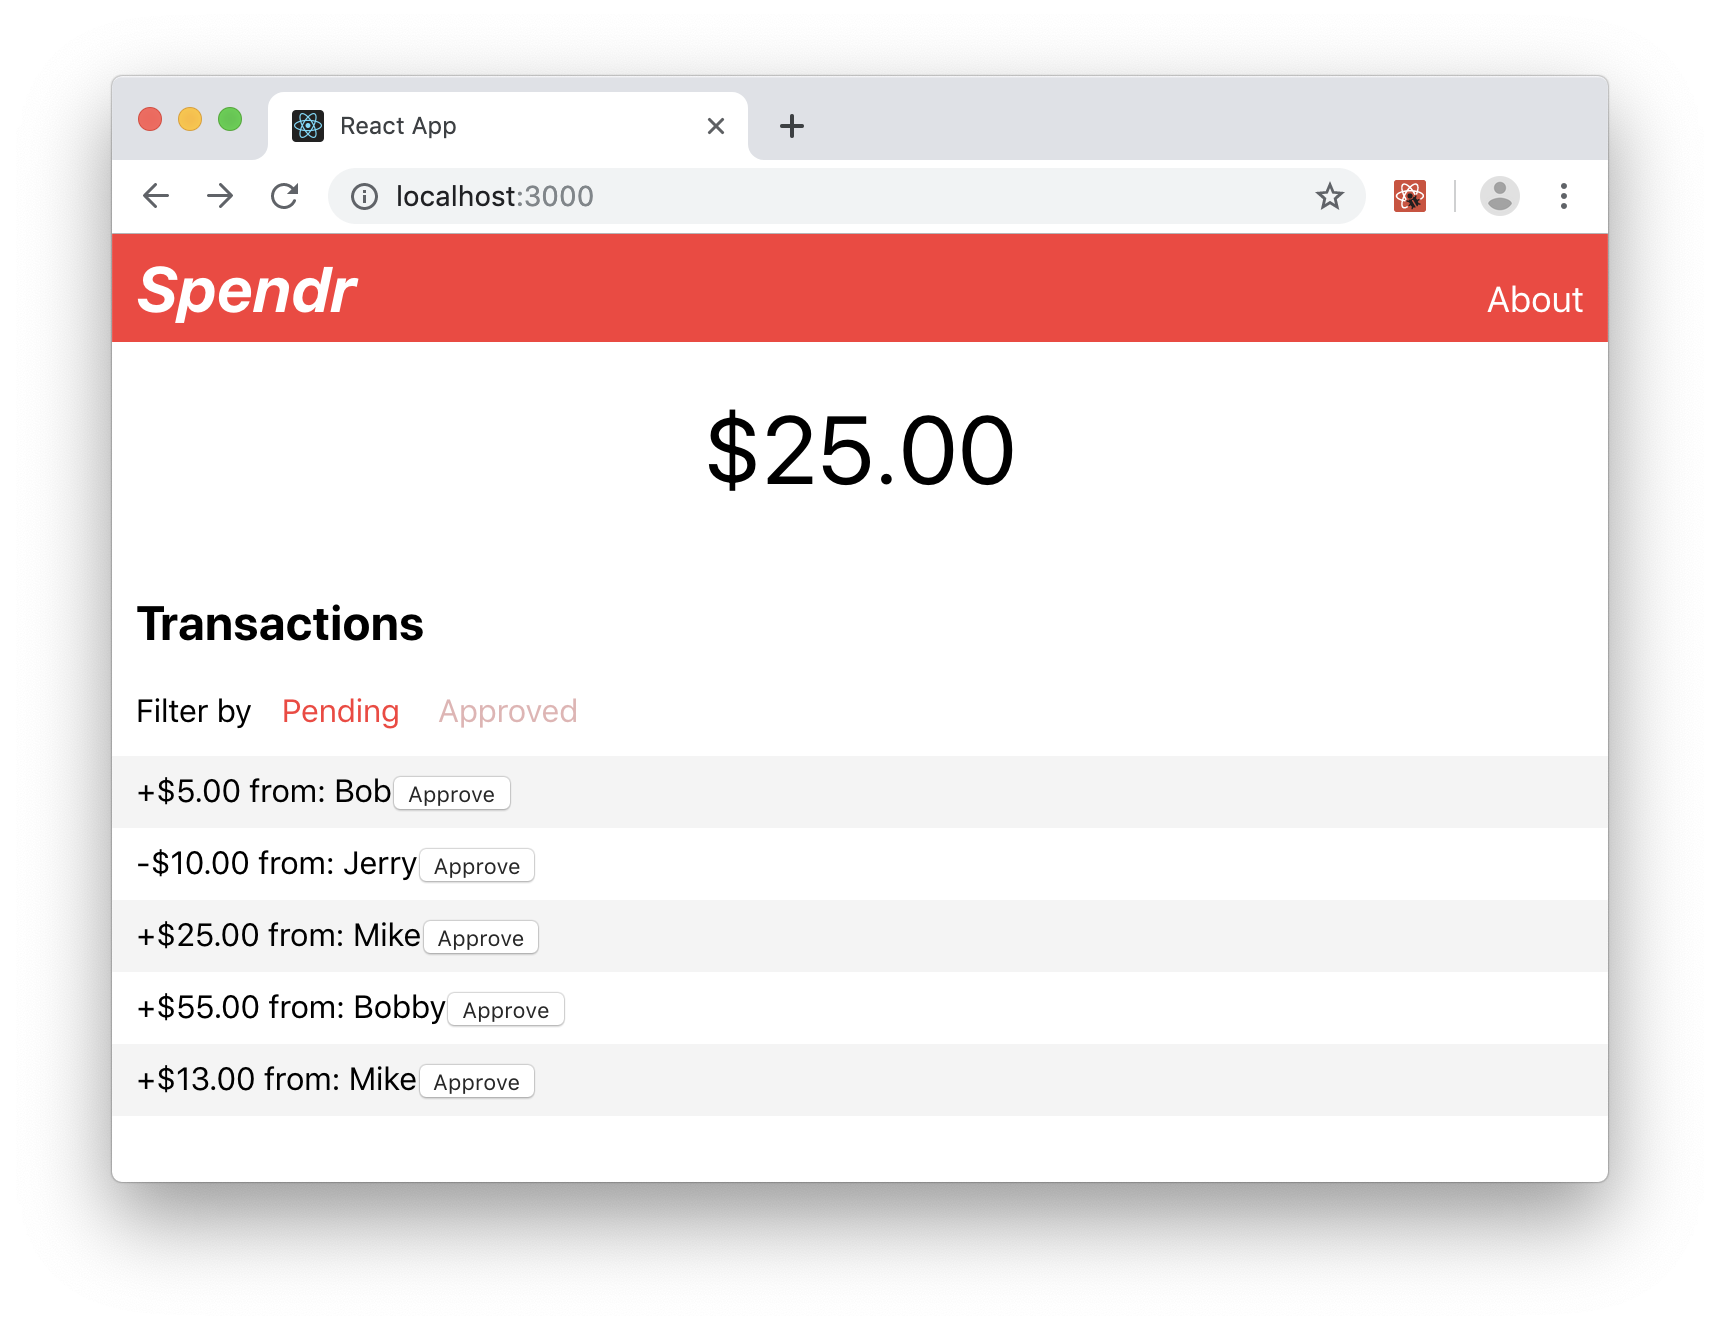 React App
localhost:3000
Spendr
About
$25.00
Transactions
Filter by Pending Approved
+$5.00 from: Bob Approve
-$10.00 from: Jerry Approve
+$25.00 from: Mike Approve
+$55.00 from: Bobby Approve
+$13.00 from: Mike Approve